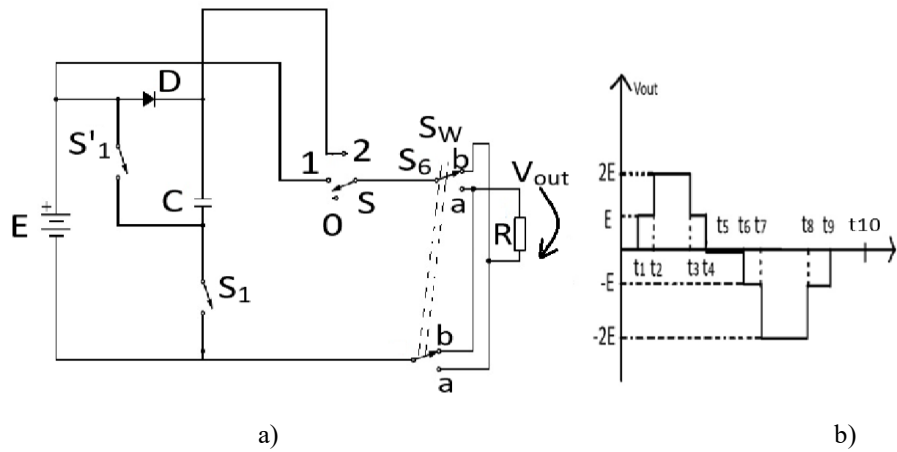 D
S'1
E
+
C
S1
1
2
0
S
S6
SW
b
a
R
Vout
b
a
Vout
2E
E
-E
-2E
t1 t2
t3 t4
t5
t6 t7
t8 t9
t10
a)
b)